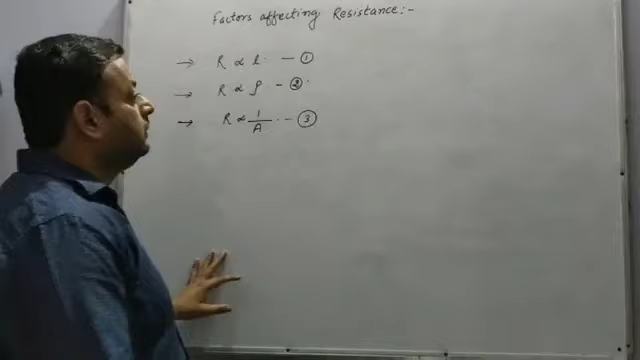 Factors affecting Resistance:-
→ R ∝ l. - ①
→ R ∝ ρ - ②.
→ R ∝ 1/A. - ③